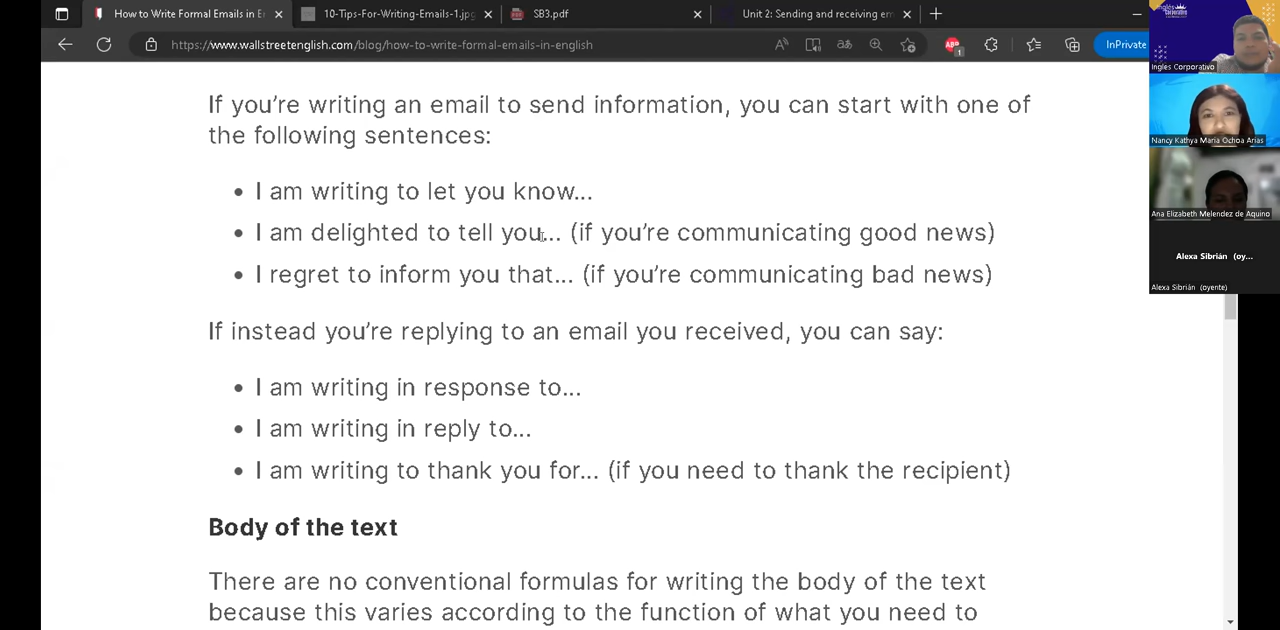 How to Write Formal Emails in E
10-Tips-For-Writing-Emails-1.jpg
SB3.pdf
Unit 2: Sending and receiving em
https://www.wallstreetenglish.com/blog/how-to-write-formal-emails-in-english
ABP
1
InPrivate
Inglés Corporativo
Inglés Corporativo
Nancy Kathya Maria Ochoa Arias
Ana Elizabeth Melendez de Aquino
Alexa Sibrián (oy...
Alexa Sibrián (oyente)
If you’re writing an email to send information, you can start with one of
the following sentences:
• I am writing to let you know...
• I am delighted to tell you... (if you’re communicating good news)
• I regret to inform you that... (if you’re communicating bad news)
If instead you’re replying to an email you received, you can say:
• I am writing in response to...
• I am writing in reply to...
• I am writing to thank you for... (if you need to thank the recipient)
Body of the text
There are no conventional formulas for writing the body of the text
because this varies according to the function of what you need to